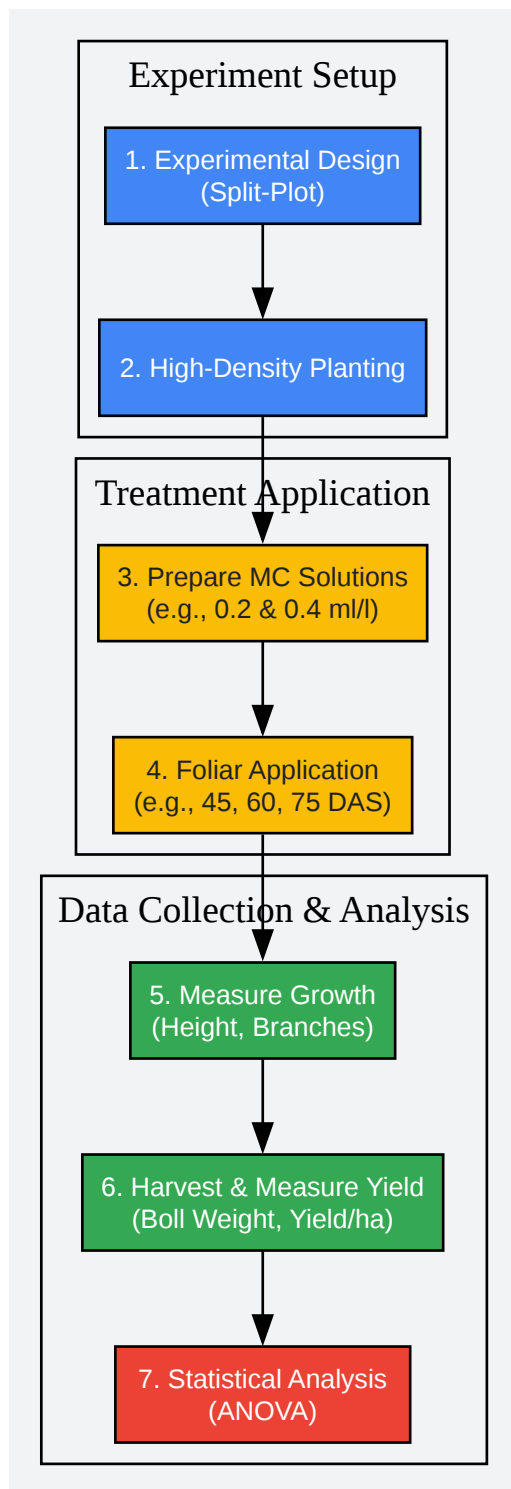 Experiment Setup
1. Experimental Design
(Split-Plot)
2. High-Density Planting
Treatment Application
3. Prepare MC Solutions
(e.g., 0.2 & 0.4 ml/l)
4. Foliar Application
(e.g., 45, 60, 75 DAS)
Data Collection & Analysis
5. Measure Growth
(Height, Branches)
6. Harvest & Measure Yield
(Boll Weight, Yield/ha)
7. Statistical Analysis
(ANOVA)